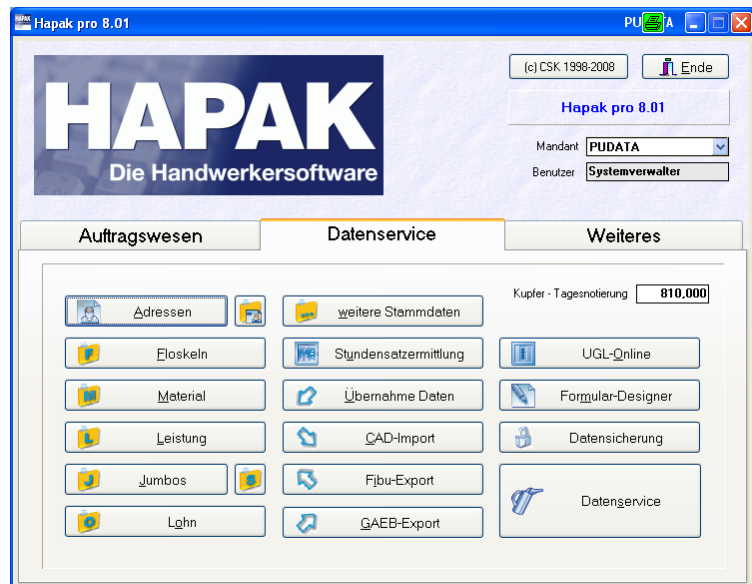 Hapak pro 8.01
HAPAK
Die Handwerkersoftware
(c) CSK 1998-2008
Ende
Hapak pro 8.01
Mandant PUDATA
Benutzer Systemverwalter
Auftragswesen Datenservice Weiteres
Kupfer - Tagesnotierung 810,000
Adressen weitere Stammdaten
Floskeln Stundensatzermittlung UGL-Online
Material Übernahme Daten Formular-Designer
Leistung CAD-Import Datensicherung
Jumbos Fibu-Export Datenservice
Lohn GAEB-Export